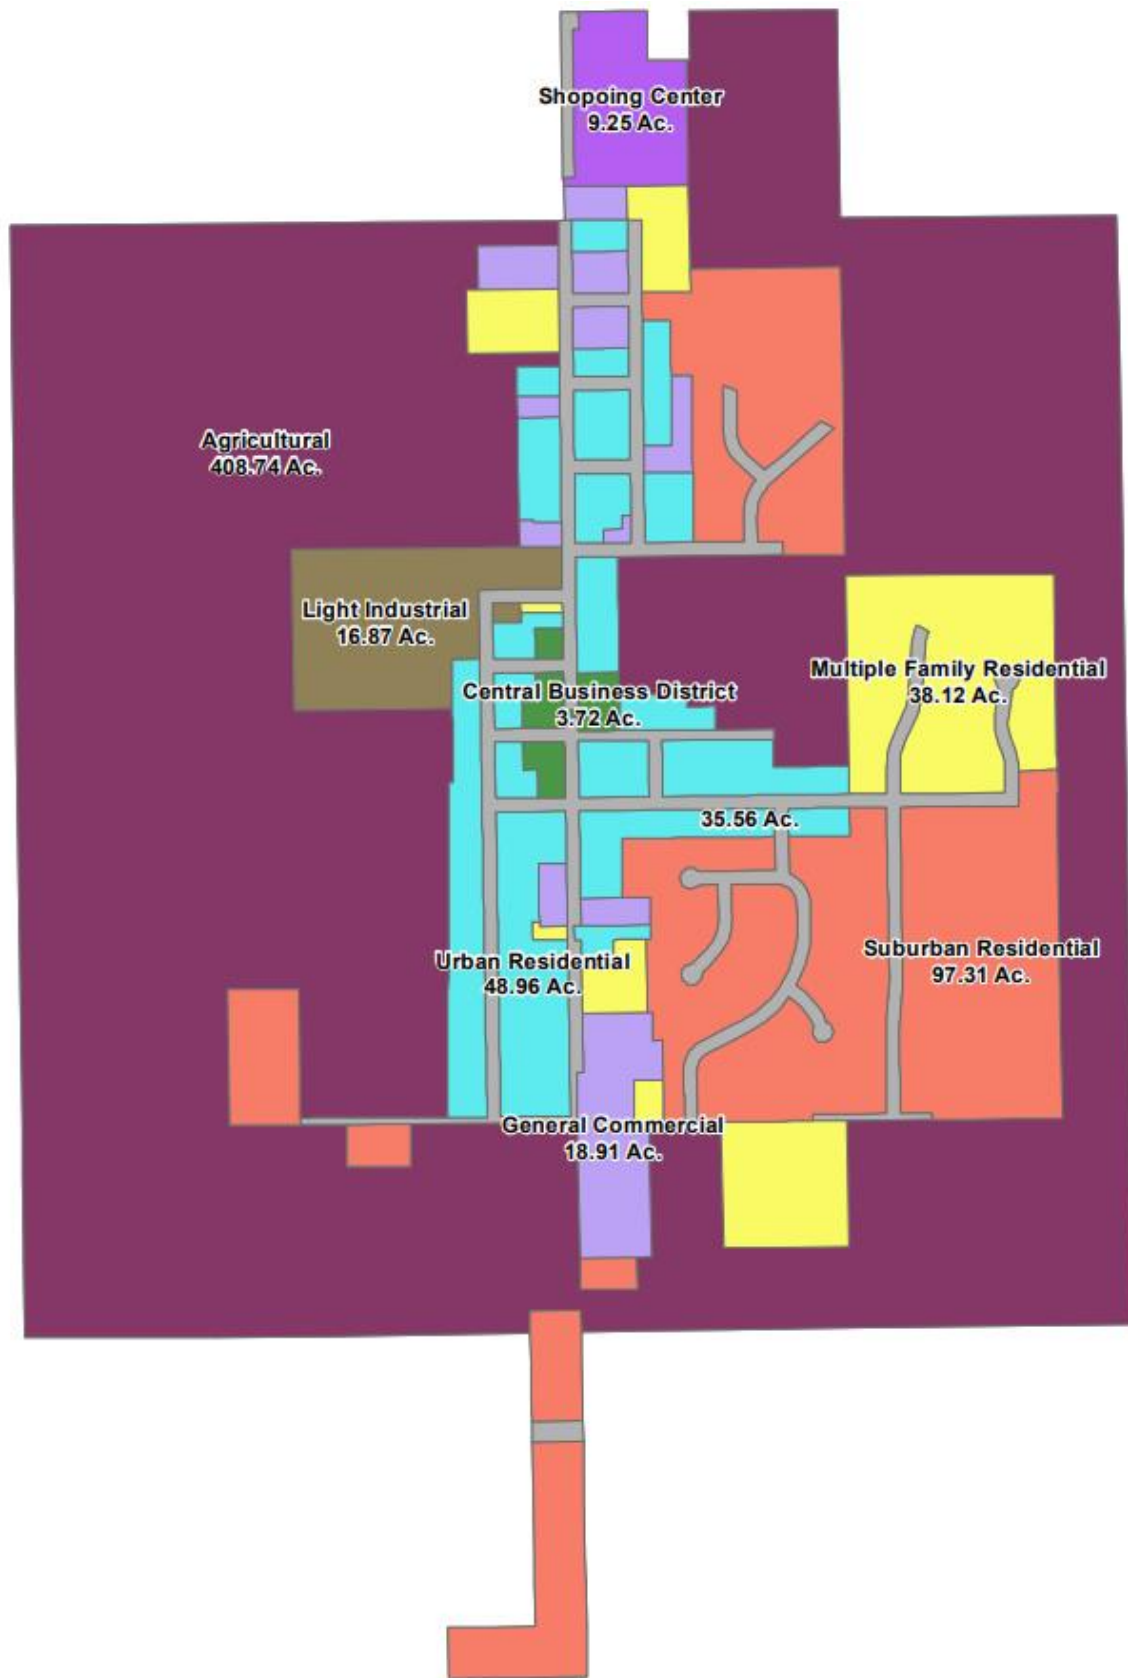 Shopoing Center
9.25 Ac.
Agricultural
408.74 Ac.
Light Industrial
16.87 Ac.
Multiple Family Residential
38.12 Ac.
Central Business District
3.72 Ac.
35.56 Ac.
Urban Residential
48.96 Ac.
Suburban Residential
97.31 Ac.
General Commercial
18.91 Ac.